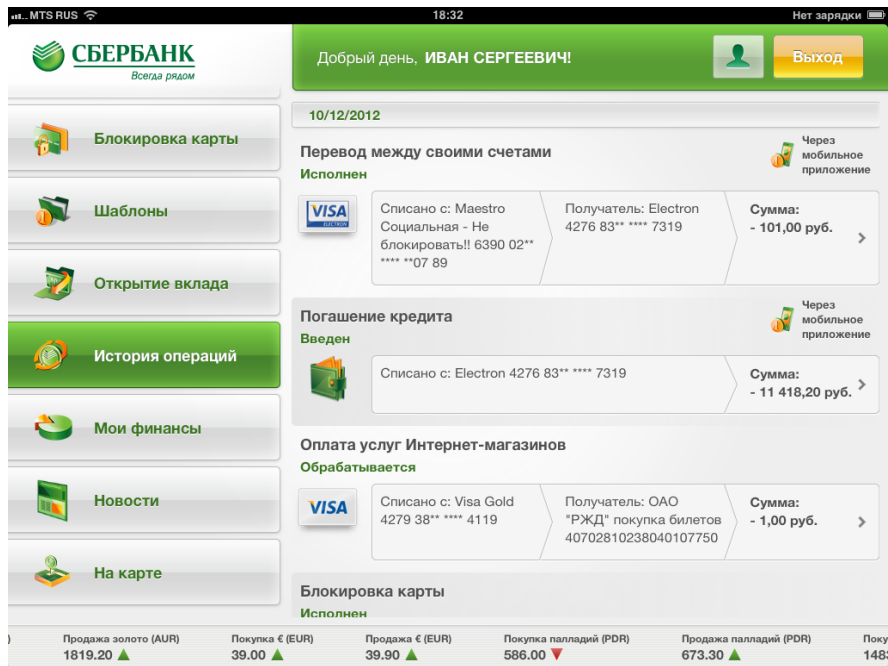 MTS RUS
18:32
Нет зарядки
СБЕРБАНК
Всегда рядом
Добрый день, ИВАН СЕРГЕЕВИЧ!
Выход
Блокировка карты
Шаблоны
Открытие вклада
История операций
Мои финансы
Новости
На карте
10/12/2012
Перевод между своими счетами
Исполнен
Через
мобильное
приложение
VISA
ELECTRON
Списано с: Maestro
Социальная - Не
блокировать!! 6390 02**
**** **07 89
Получатель: Electron
4276 83** **** 7319
Сумма:
- 101,00 руб.
Погашение кредита
Введен
Через
мобильное
приложение
Списано с: Electron 4276 83** **** 7319
Сумма:
- 11 418,20 руб.
Оплата услуг Интернет-магазинов
Обрабатывается
VISA
Списано с: Visa Gold
4279 38** **** 4119
Получатель: ОАО
"РЖД" покупка билетов
40702810238040107750
Сумма:
- 1,00 руб.
Блокировка карты
Исполнен
)
Продажа золото (AUR)
1819.20
Покупка € (EUR)
39.00
Продажа € (EUR)
39.90
Покупка палладий (PDR)
586.00
Продажа палладий (PDR)
673.30
Поку
148